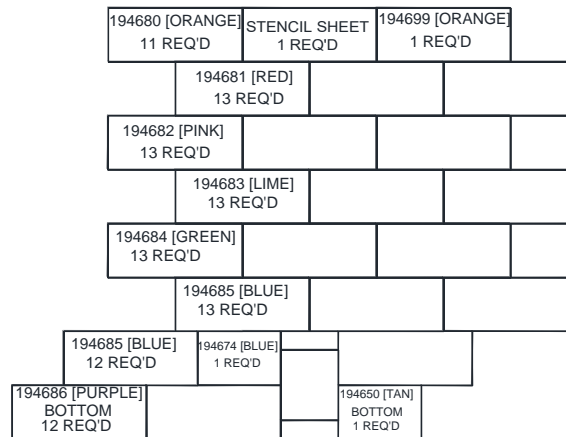 194680 [ORANGE]
11 REQ'D
STENCIL SHEET
1 REQ'D
194699 [ORANGE]
1 REQ'D
194681 [RED]
13 REQ'D
194682 [PINK]
13 REQ'D
194683 [LIME]
13 REQ'D
194684 [GREEN]
13 REQ'D
194685 [BLUE]
13 REQ'D
194685 [BLUE]
12 REQ'D
194674 [BLUE]
1 REQ'D
194686 [PURPLE]
BOTTOM
12 REQ'D
194650 [TAN]
BOTTOM
1 REQ'D